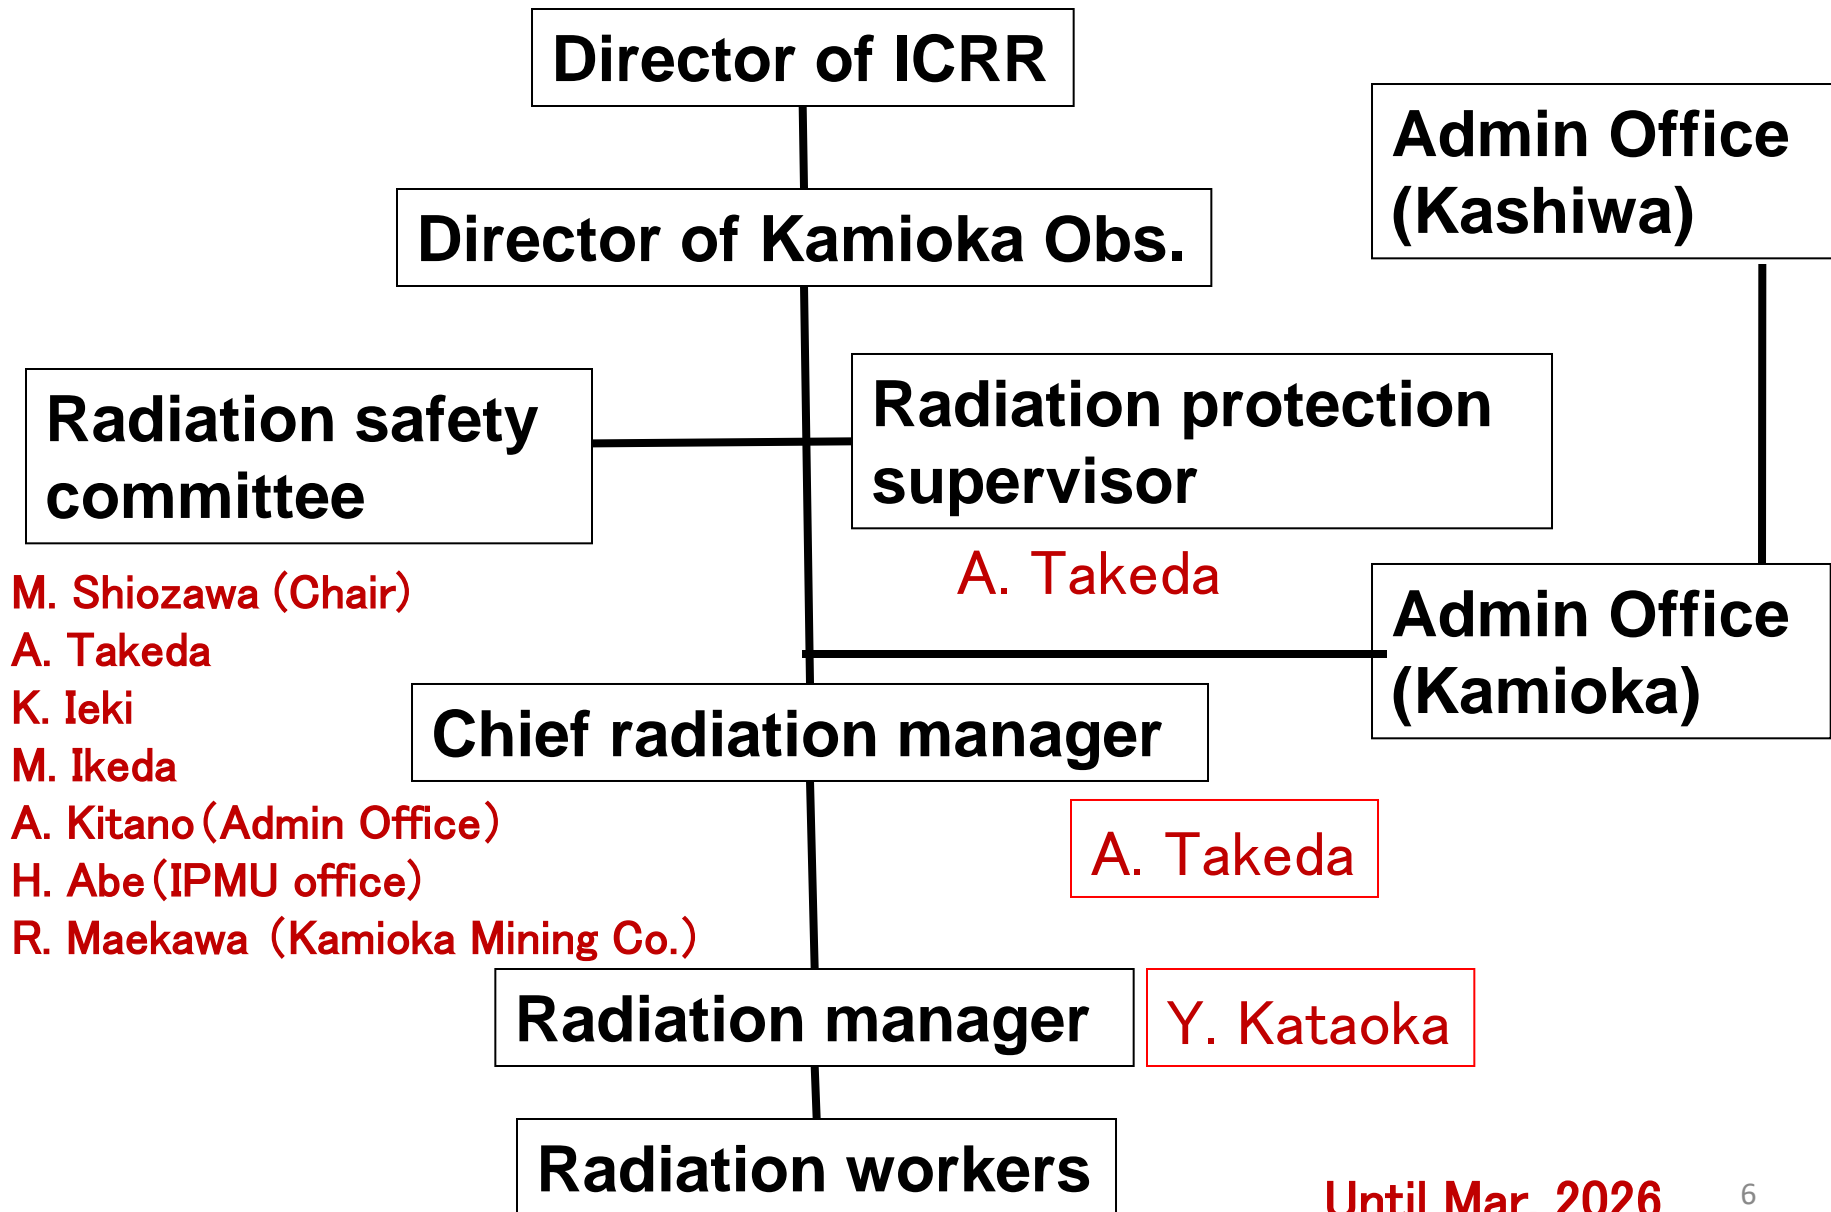 Director of ICRR
Admin Office
(Kashiwa)
Director of Kamioka Obs.
Radiation safety
committee
Radiation protection
supervisor
A. Takeda
M. Shiozawa (Chair)
A. Takeda
K. Ieki
M. Ikeda
A. Kitano（Admin Office）
H. Abe（IPMU office）
R. Maekawa （Kamioka Mining Co.）
Admin Office
(Kamioka)
Chief radiation manager
A. Takeda
Radiation manager
Y. Kataoka
Radiation workers
Until Mar. 2026
6